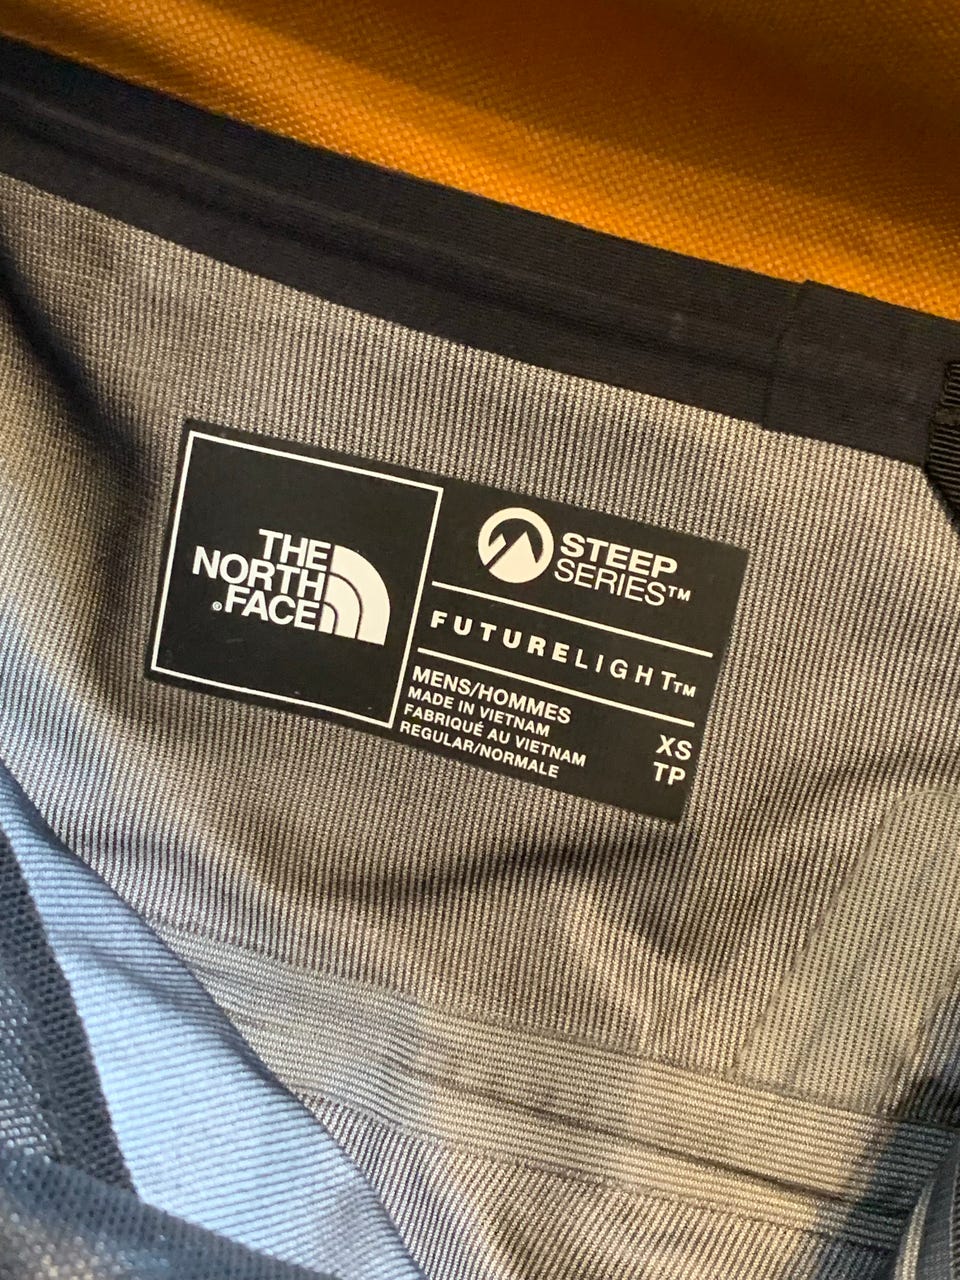 THE
NORTH
®FACE
STEEP
SERIES™
FUTURELIGHT™
MENS/HOMMES
MADE IN VIETNAM
FABRIQUÉ AU VIETNAM
REGULAR/NORMALE
XS
TP